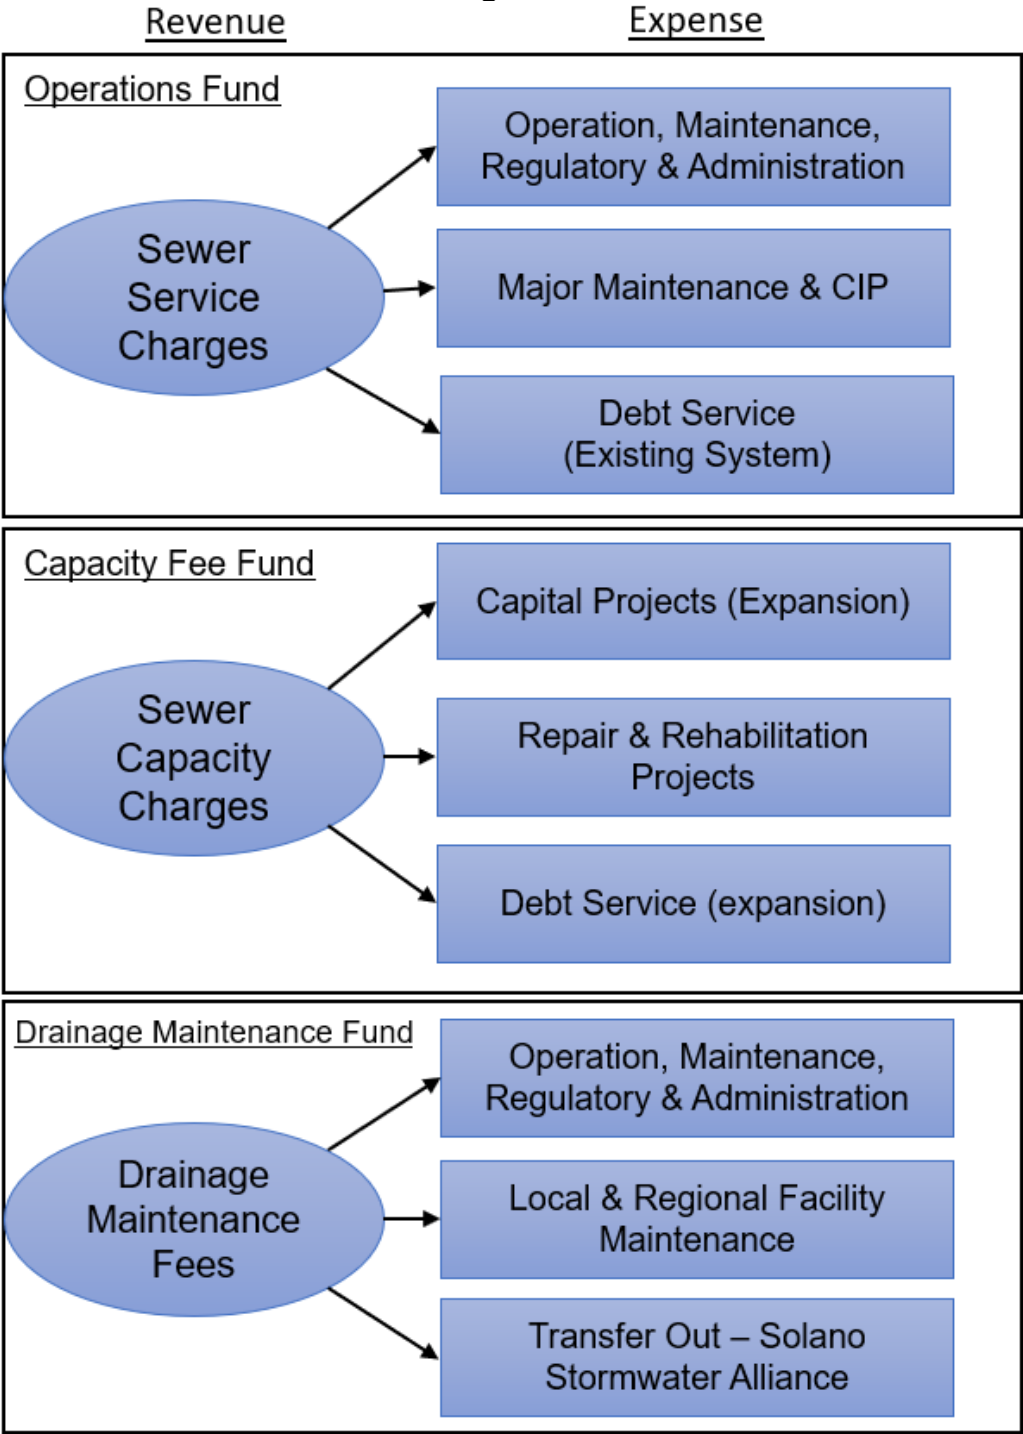 Revenue
Expense
Operations Fund
Sewer
Service
Charges
Operation, Maintenance,
Regulatory & Administration
Major Maintenance & CIP
Debt Service
(Existing System)
Capacity Fee Fund
Sewer
Capacity
Charges
Capital Projects (Expansion)
Repair & Rehabilitation
Projects
Debt Service (expansion)
Drainage Maintenance Fund
Drainage
Maintenance
Fees
Operation, Maintenance,
Regulatory & Administration
Local & Regional Facility
Maintenance
Transfer Out – Solano
Stormwater Alliance